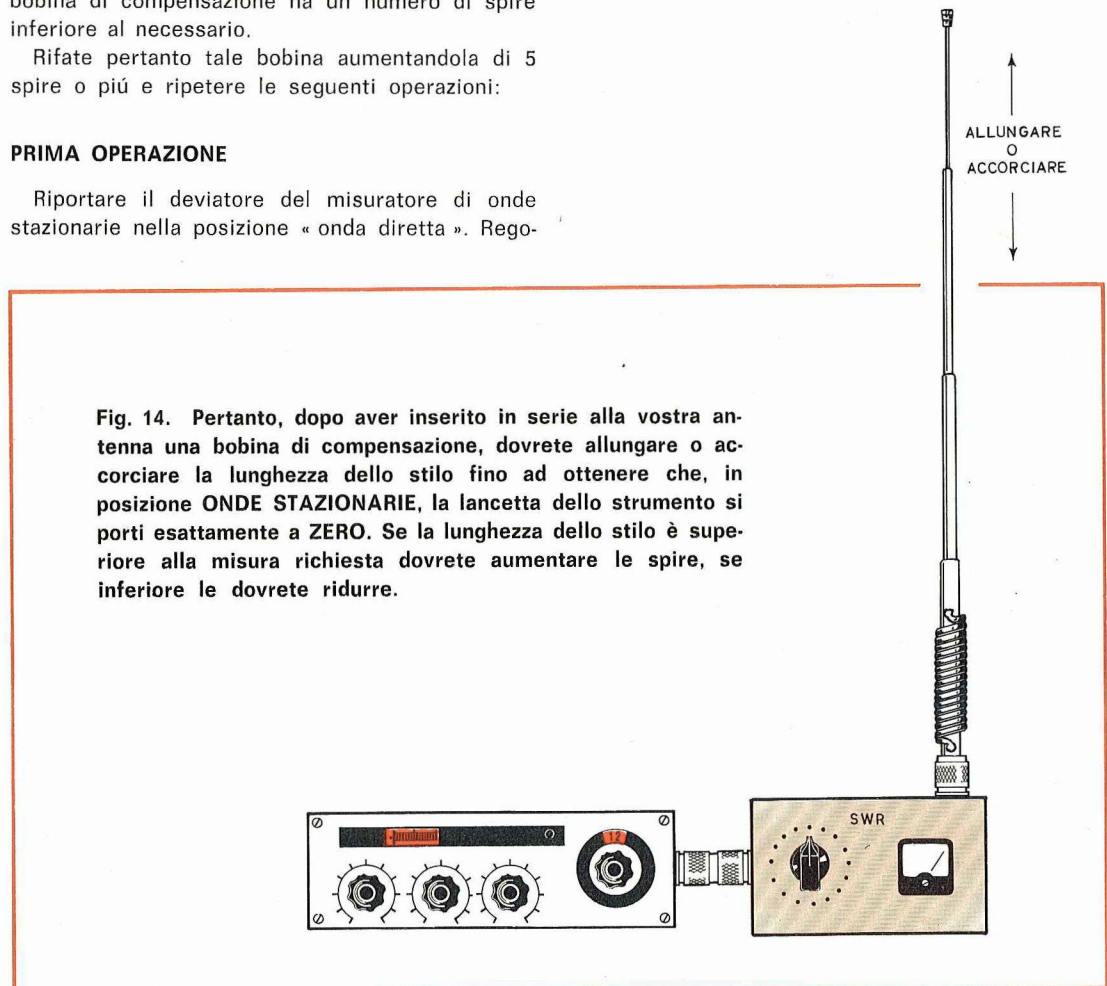 bobina di compensazione ha un numero di spire
inferiore al necessario.
Rifate pertanto tale bobina aumentandola di 5
spire o piú e ripetere le seguenti operazioni:
PRIMA OPERAZIONE
Riportare il deviatore del misuratore di onde
stazionarie nella posizione « onda diretta ». Rego-
ALLUNGARE
O
ACCORCIARE
Fig. 14. Pertanto, dopo aver inserito in serie alla vostra an-
tenna una bobina di compensazione, dovrete allungare o ac-
corciare la lunghezza dello stilo fino ad ottenere che, in
posizione ONDE STAZIONARIE, la lancetta dello strumento si
porti esattamente a ZERO. Se la lunghezza dello stilo è supe-
riore alla misura richiesta dovrete aumentare le spire, se
inferiore le dovrete ridurre.
12
SWR